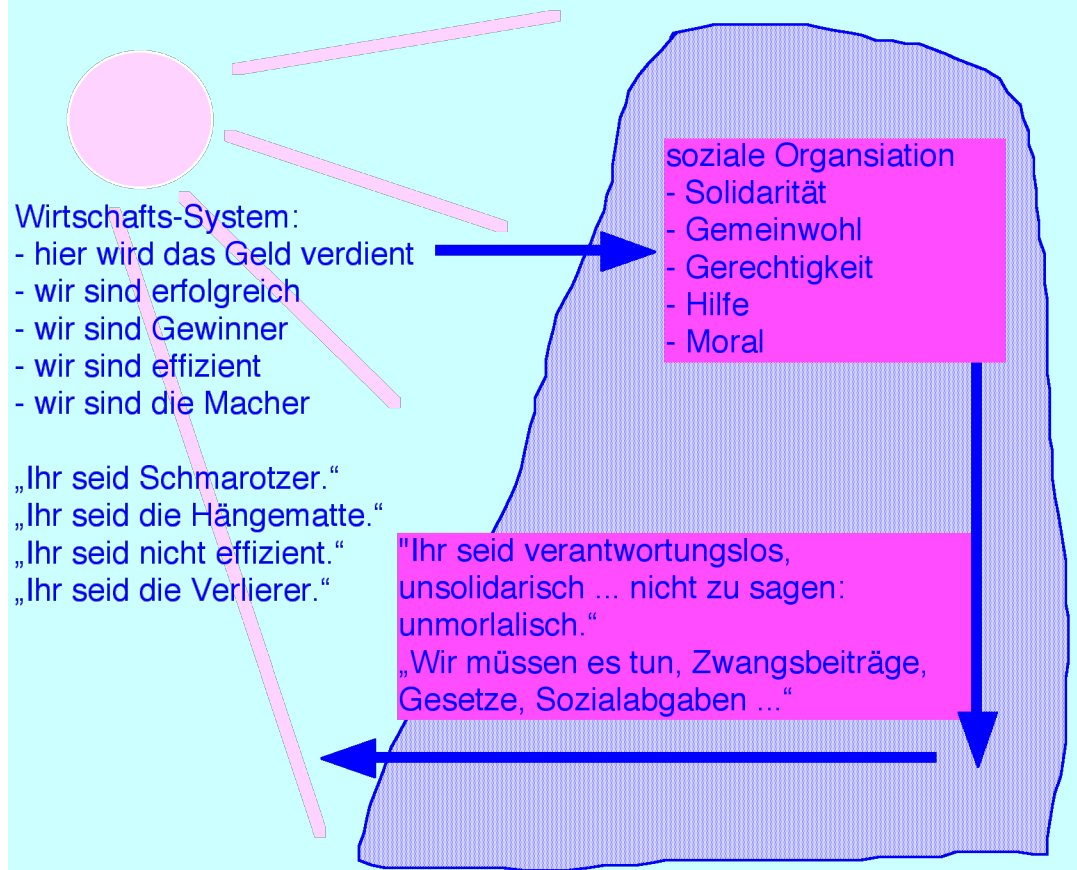 Wirtschafts-System:
- hier wird das Geld verdient
- wir sind erfolgreich
- wir sind Gewinner
- wir sind effizient
- wir sind die Macher
„Ihr seid Schmarotzer.“
„Ihr seid die Hängematte.“
„Ihr seid nicht effizient.“
„Ihr seid die Verlierer.“
soziale Organsiation
- Solidarität
- Gemeinwohl
- Gerechtigkeit
- Hilfe
- Moral
"Ihr seid verantwortungslos,
unsolidarisch ... nicht zu sagen:
unmorlalisch.“
„Wir müssen es tun, Zwangsbeiträge,
Gesetze, Sozialabgaben ...“